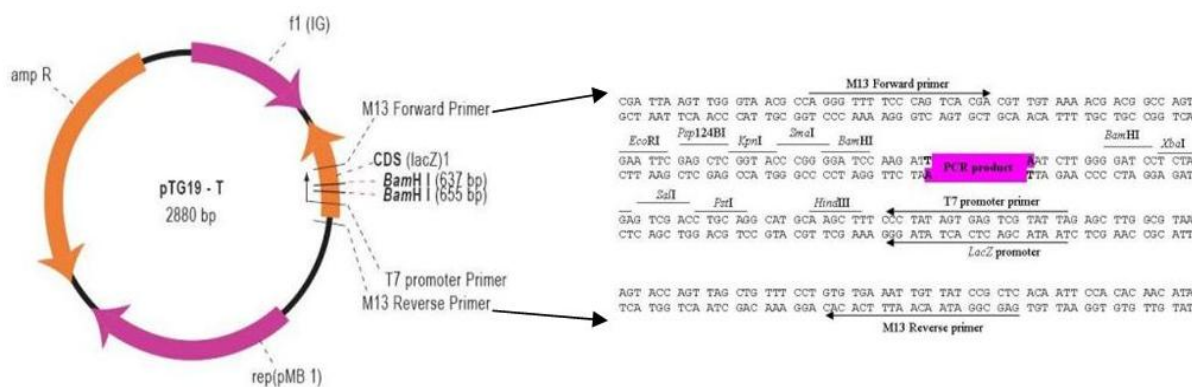 f1 (IG)
amp R
M13 Forward Primer
CDS (lacZ)1
BamH I (637 bp)
BamH I (655 bp)
pTG19 - T
2880 bp
T7 promoter Primer
M13 Reverse Primer
rep(pMB 1)
M13 Forward primer
CGA TTA AGT TGG GTA ACG CCA GGG TTT TCC CAG TCA CGA CGT TGT AAA ACG ACG GCC AGT
GCT AAT TCA ACC CAT TGC GGT CCC AAA AGG GTC AGT GCT GCA ACA TTT TGC TGC CGG TCA
EcoRI Psp124BI KpnI SmaI BamHI BamHI XbaI
GAA TTC GAG CTC GGT ACC CGG GGA TCC AAG ATT PCR product AAT CTT GGG GAT CCT CTA
CTT AAG CTC GAG CCA TGG GCC CCT AGG TTC TAA T TTA GAA CCC CTA GGA GAT
SalI PstI HindIII T7 promoter primer
GAG TCG ACC TGC AGG CAT GCA AGC TTT CCC TAT AGT GAG TCG TAT TAG AGC TTG GCG TAA
CTC AGC TGG ACG TCC GTA CGT TCG AAA GGG ATA TCA CTC AGC ATA ATC TCG AAC CGC ATT
LacZ promoter
AGT ACC AGT TAG CTG TTT CCT GTG TGA AAT TGT TAT CCG CTC ACA ATT CCA CAC AAC ATA
TCA TGG TCA ATC GAC AAA GGA CAC ACT TTA ACA ATA GGC GAG TGT TAA GGT GTG TTG TAT
M13 Reverse primer